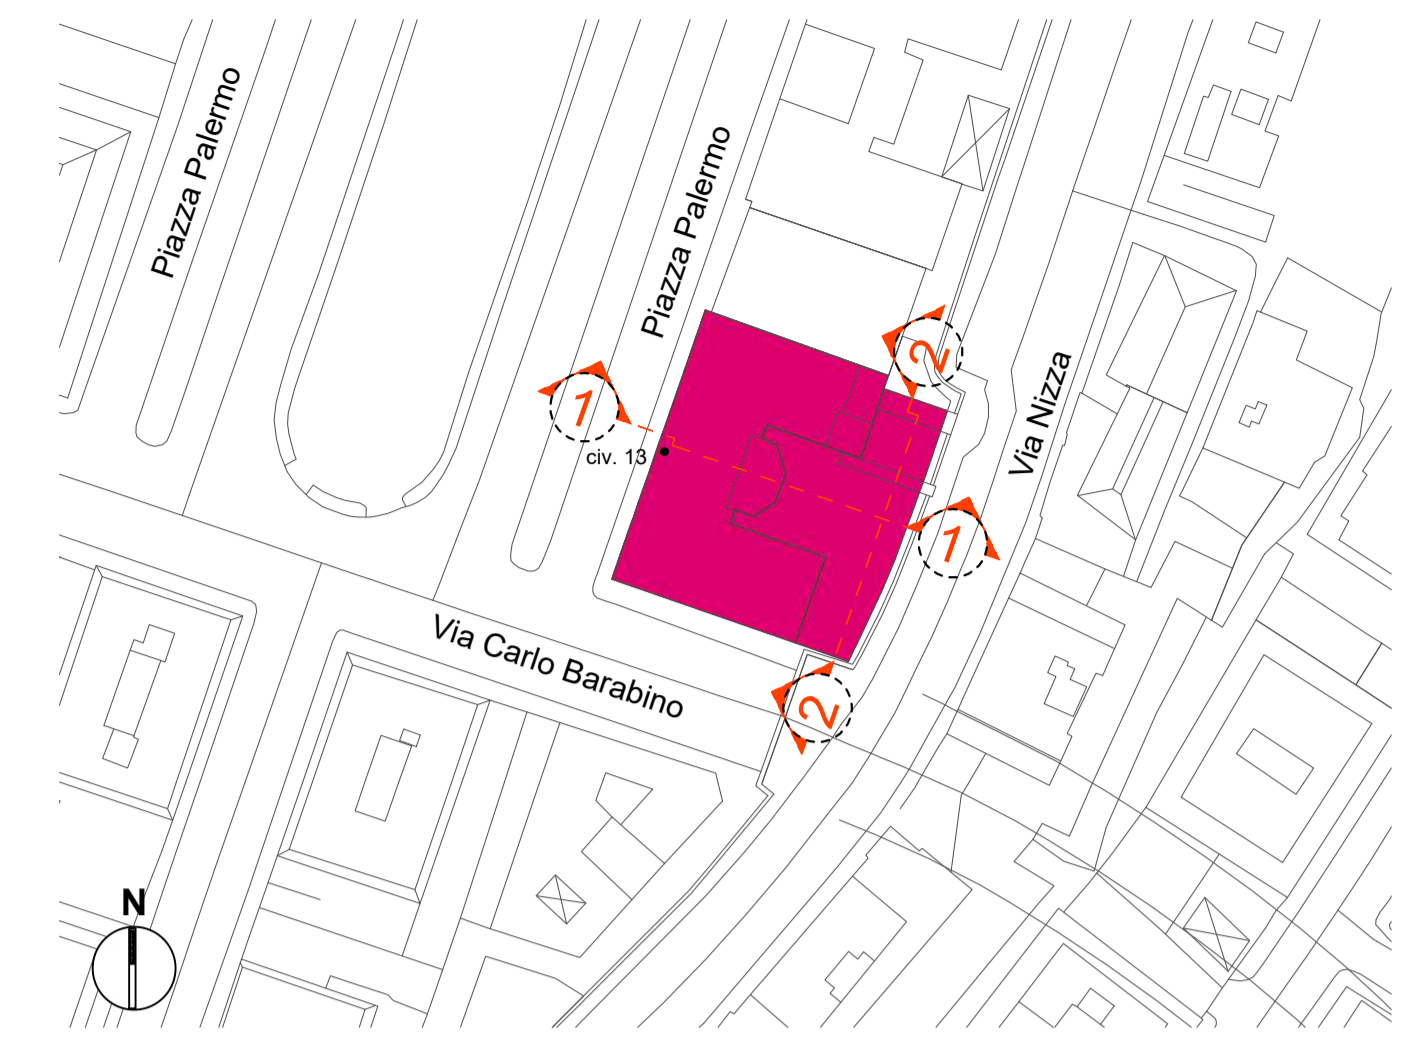 Piazza Palermo
Piazza Palermo
2
Via Nizza
1
civ. 13
1
Via Carlo Barabino
2
N